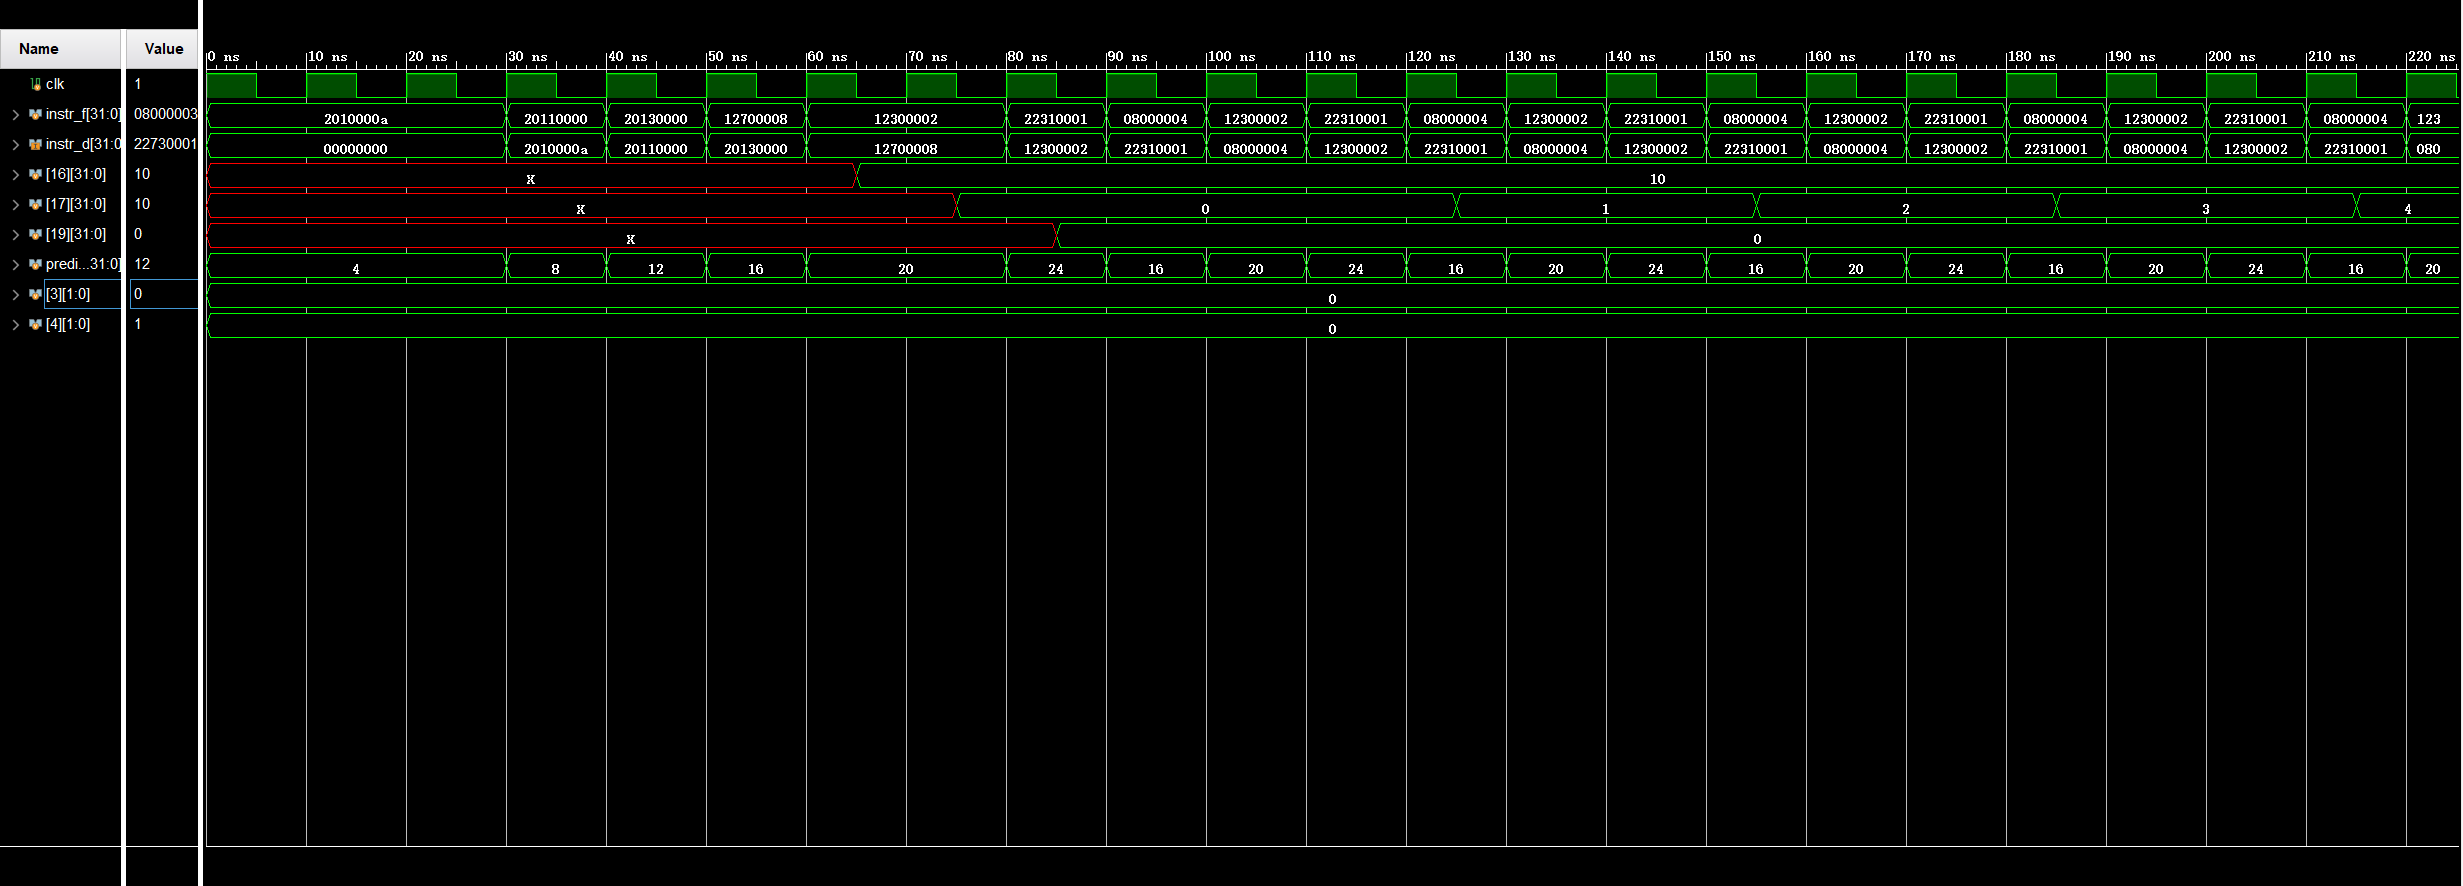 Name Value
0 ns 10 ns 20 ns 30 ns 40 ns 50 ns 60 ns 70 ns 80 ns 90 ns 100 ns 110 ns 120 ns 130 ns 140 ns 150 ns 160 ns 170 ns 180 ns 190 ns 200 ns 210 ns 220 ns
clk 1
instr_f[31:0] 08000003 2010000a 20110000 20130000 12700008 12300002 22310001 08000004 12300002 22310001 08000004 12300002 22310001 08000004 12300002 22310001 08000004 12300002 22310001 08000004 123
instr_d[31:0 22730001 00000000 2010000a 20110000 20130000 12700008 12300002 22310001 08000004 12300002 22310001 08000004 12300002 22310001 08000004 12300002 22310001 08000004 12300002 22310001 080
[16][31:0] 10 X 10
[17][31:0] 10 X 0 1 2 3 4
[19][31:0] 0 X 0
predi...31:0] 12 4 8 12 16 20 24 16 20 24 16 20 24 16 20 24 16 20 24 16 20
[3][1:0] 0 0
[4][1:0] 1 0